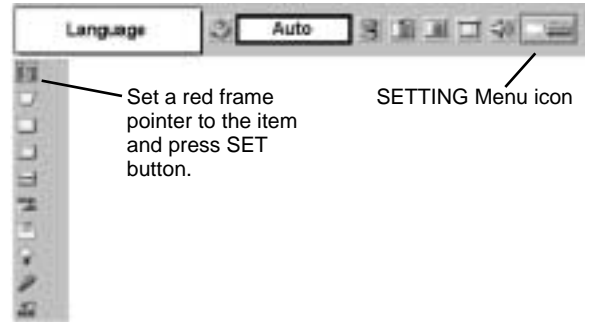 Language
Auto
Set a red frame
pointer to the item
and press SET
button.
SETTING Menu icon